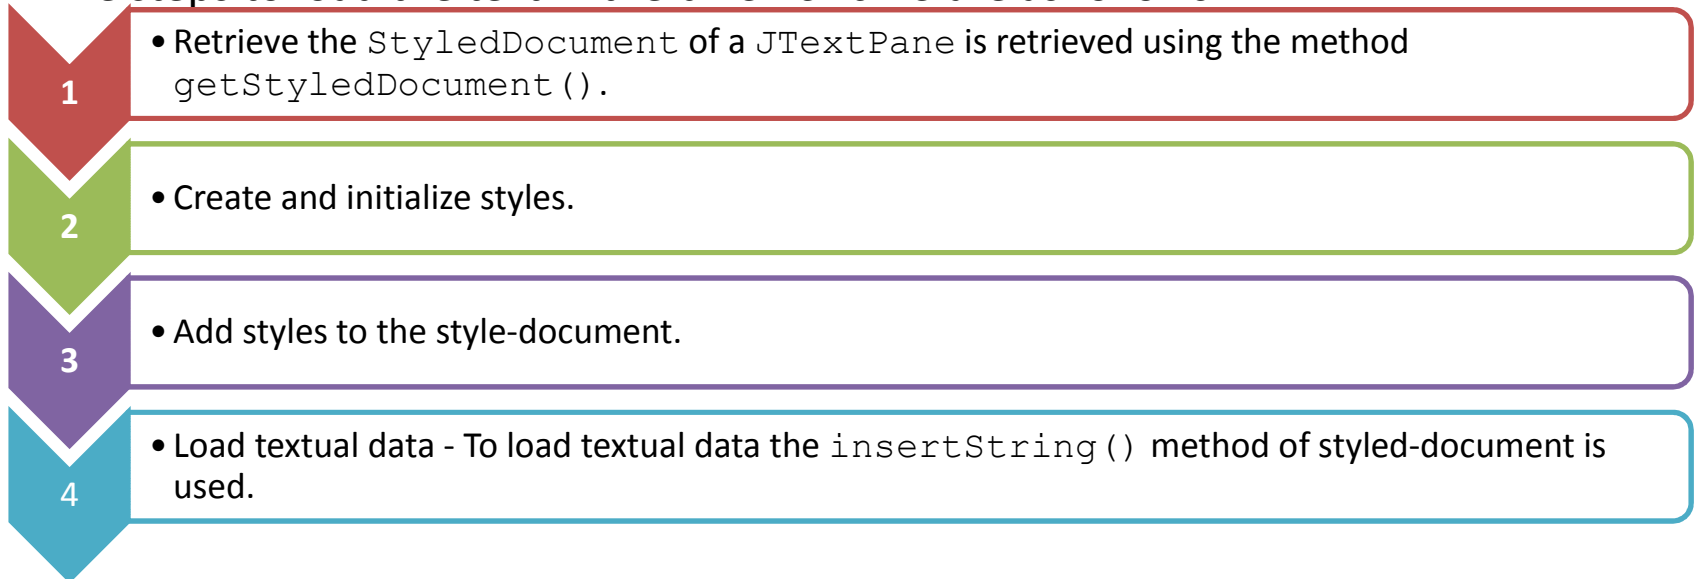 1
• Retrieve the StyledDocument of a JTextPane is retrieved using the method
getStyledDocument().
2
• Create and initialize styles.
3
• Add styles to the style-document.
4
• Load textual data - To load textual data the insertString() method of styled-document is
used.